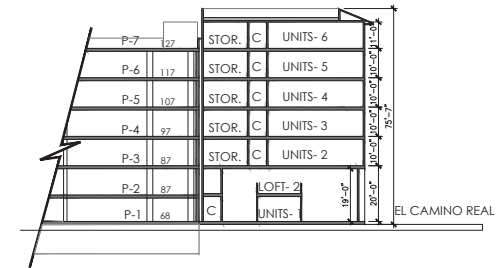 P-7 127 STOR. C UNITS- 6 11'-0"
P-6 117 STOR. C UNITS- 5 10'-0"
P-5 107 STOR. C UNITS- 4 10'-0"
P-4 97 STOR. C UNITS- 3 10'-0"
P-3 87 STOR. C UNITS- 2 10'-0"
75'-7"
P-2 87 LOFT- 2 19'-0" 20'-0"
P-1 68 C UNITS- 1
EL CAMINO REAL